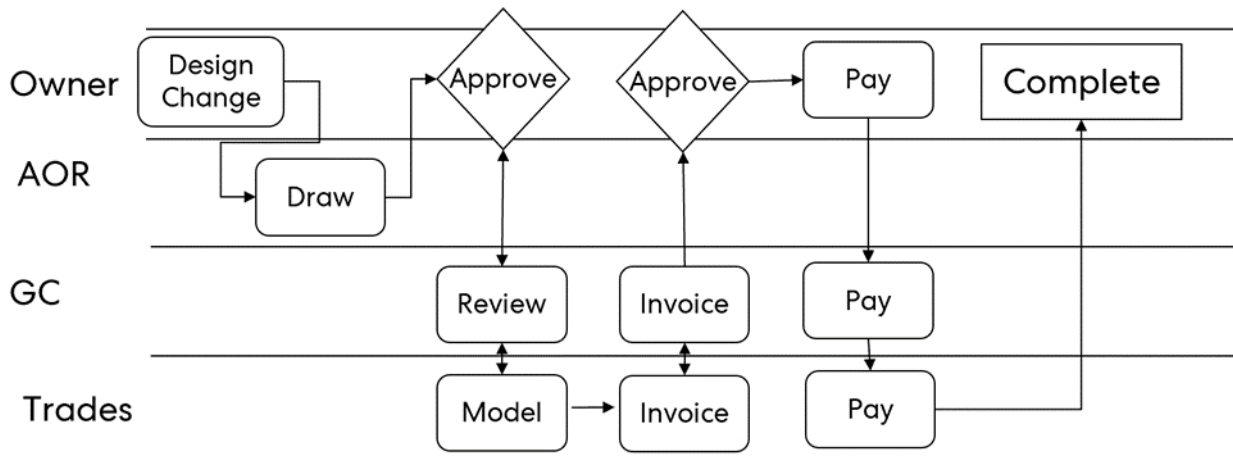 Owner
Design
Change
Approve
Approve
Pay
Complete
AOR
Draw
GC
Review
Invoice
Pay
Trades
Model
Invoice
Pay